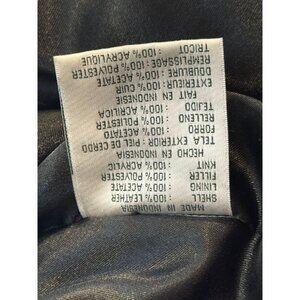 MADE IN INDONESIA
SHELL : 100% LEATHER
LINING : 100% ACETATE
FILLER : 100% POLYESTER
KNIT : 100% ACRYLIC
HECHO EN INDONESIA
TELA EXTERIOR : PIEL DE CERDO
FORRO : 100% ACETATO
RELLENO : 100% POLIESTER
TEJIDO : 100% ACRILICA
FAIT EN INDONESIE
EXTERIEUR : 100% CUIR
DOUBLURE : 100% ACETATE
REMPLISSAGE : 100% POLYESTER
TRICOT : 100% ACRYLIQUE